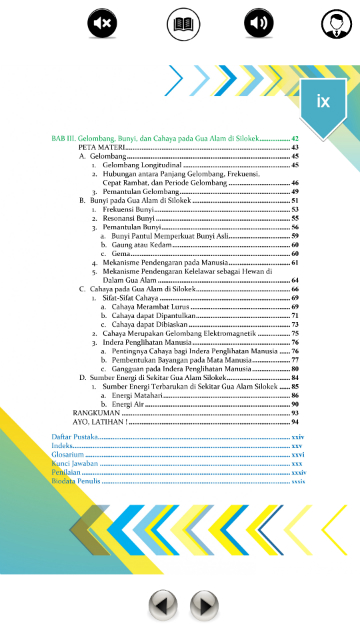 ix
BAB III. Gelombang, Bunyi, dan Cahaya pada Gua Alam di Silokek................ 42
PETA MATERI................ 43
A. Gelombang................ 45
1. Gelombang Longitudinal ................ 45
2. Hubungan antara Panjang Gelombang, Frekuensi,
Cepat Rambat, dan Periode Gelombang ................ 46
3. Pemantulan Gelombang................ 49
B. Bunyi pada Gua Alam di Silokek ................ 51
1. Frekuensi Bunyi................ 53
2. Resonansi Bunyi ................ 55
3. Pemantulan Bunyi................ 56
a. Bunyi Pantul Memperkuat Bunyi Asli................ 59
b. Gaung atau Kedam................ 60
c. Gema................ 60
4. Mekanisme Pendengaran pada Manusia................ 61
5. Mekanisme Pendengaran Kelelawar sebagai Hewan di
Dalam Gua Alam ................ 64
C. Cahaya pada Gua Alam di Silokek................ 66
1. Sifat-Sifat Cahaya ................ 69
a. Cahaya Merambat Lurus ................ 69
b. Cahaya dapat Dipantulkan................ 71
c. Cahaya dapat Dibiaskan................ 73
2. Cahaya Merupakan Gelombang Elektromagnetik ................ 75
3. Indera Penglihatan Manusia ................ 76
a. Pentingnya Cahaya bagi Indera Penglihatan Manusia ...... 76
b. Pembentukan Bayangan pada Mata Manusia................ 77
c. Gangguan pada Indera Penglihatan Manusia................ 80
D. Sumber Energi di Sekitar Gua Alam Silokek................ 84
1. Sumber Energi Terbarukan di Sekitar Gua Alam Silokek ...... 85
a. Energi Matahari................ 86
b. Energi Air................ 90
RANGKUMAN ................ 93
AYO, LATIHAN !................ 94
Daftar Pustaka................ xxiv
Indeks................ xxv
Glosarium ................ xxvi
Kunci Jawaban ................ xxx
Penilaian ................ xxxiv
Biodata Penulis ................ xxxix